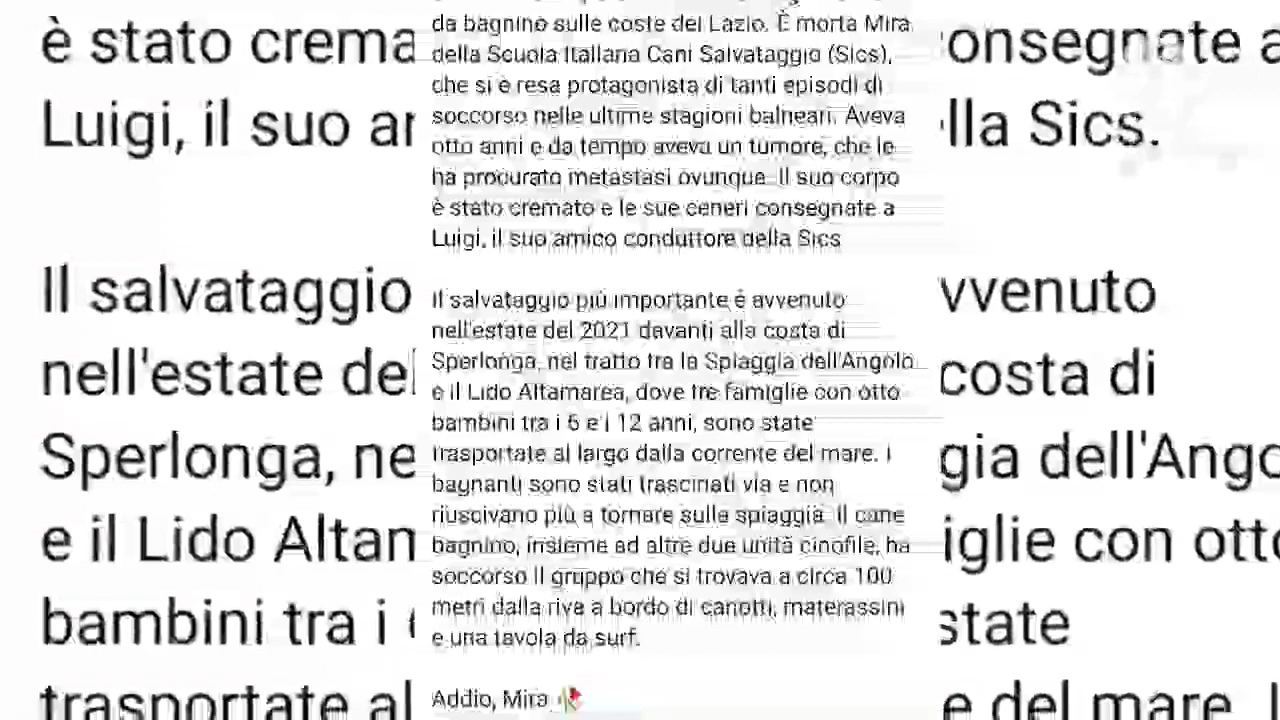 da bagnino sulle coste del Lazio. È morta Mira
della Scuola Italiana Cani Salvataggio (Sics),
che si è resa protagonista di tanti episodi di
soccorso nelle ultime stagioni balneari. Aveva
otto anni e da tempo aveva un tumore, che le
ha procurato metastasi ovunque. Il suo corpo
è stato cremato e le sue ceneri consegnate a
Luigi, il suo amico conduttore della Sics.
Il salvataggio più importante è avvenuto
nell'estate del 2021 davanti alla costa di
Sperlonga, nel tratto tra la Spiaggia dell'Angolo
e il Lido Altamarea, dove tre famiglie con otto
bambini tra i 6 e i 12 anni, sono state
trasportate al largo dalla corrente del mare. I
bagnanti sono stati trascinati via e non
riuscivano più a tornare sulla spiaggia. Il cane
bagnino, insieme ad altre due unità cinofile, ha
soccorso il gruppo che si trovava a circa 100
metri dalla riva a bordo di canotti, materassini
e una tavola da surf.
Addio, Mira
è stato crema
onsegnate a
Luigi, il suo ar
lla Sics.
Il salvataggio
vvenuto
nell'estate del
costa di
Sperlonga, ne
gia dell'Ango
e il Lido Altam
iglie con otto
bambini tra i
state
trasportate al
e del mare. I